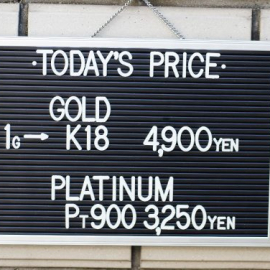 ·TODAY'S PRICE·
GOLD
1G→ K18 4,900YEN
PLATINUM
PT900 3,250YEN